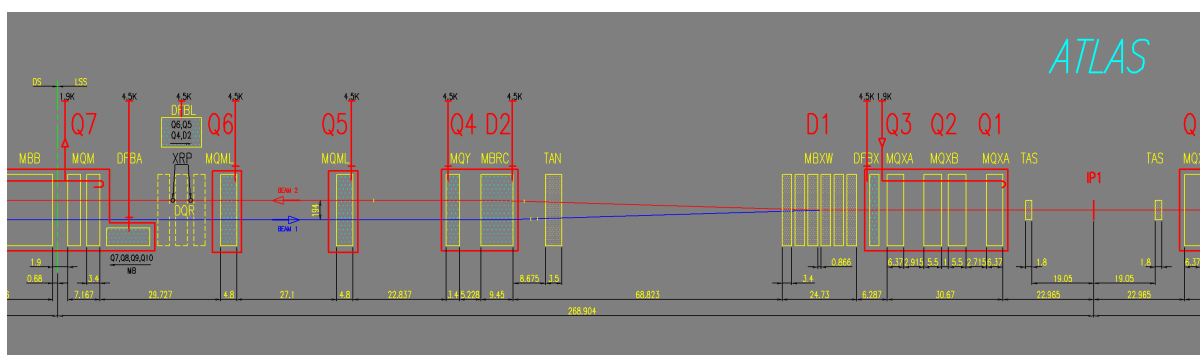 ATLAS
DS LSS
1.9K 4.5K 4.5K 4.5K 4.5K 4.5K 4.5K 4.5K 1.9K
DFBL
Q7 Q6,Q5 Q6 Q5 Q4 D2 D1 Q3 Q2 Q1 Q
Q4,D2
MBB MQM DFBA XRP MQML MQML MQY MBRC TAN MBXW DFBX MQXA MQXB MQXA TAS TAS MQX
IP1
BEAM 2
194
DQR
BEAM 1
Q7,Q8,Q9,Q10
MB
1.9 8.675 3.5 0.866 6.37 2.915 5.5 1 5.5 2.715 6.37 1.8 1.8 6.37
0.68 3.4 3.4 19.05 19.05
7.167 29.727 4.8 27.1 4.8 22.837 3.4 5.228 9.45 68.823 24.73 6.287 30.67 22.965 22.965
268.904